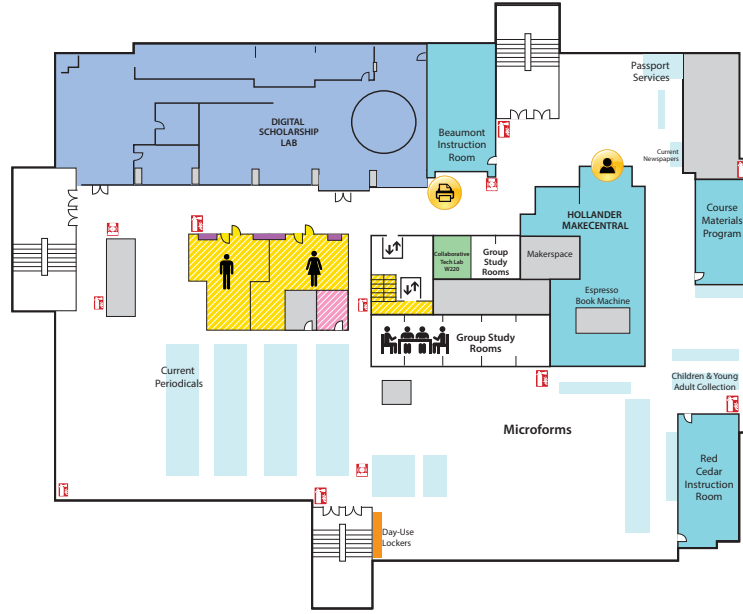 Passport
Services
DIGITAL
SCHOLARSHIP
LAB
Beaumont
Instruction
Room
Current
Newspapers
Course
Materials
Program
HOLLANDER
MAKECENTRAL
Collaborative
Tech Lab
W220
Group
Study
Rooms
Makerspace
Espresso
Book Machine
Group Study
Rooms
Current
Periodicals
Children & Young
Adult Collection
Microforms
Red
Cedar
Instruction
Room
Day-Use
Lockers